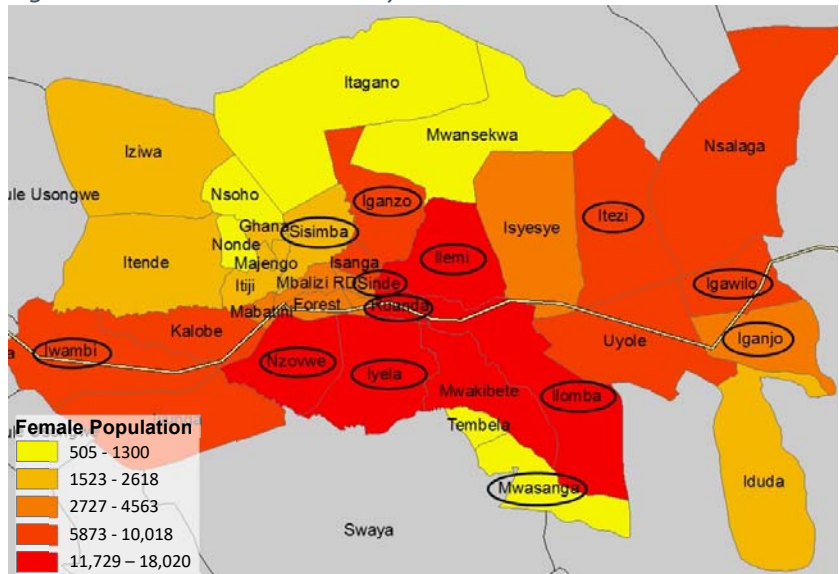 Itagano
Mwansekwa
Nsalaga
Iziwa
ule Usongwe
Nsoho
Iganzo
Itezi
Ghana
Sisimba
Isyesye
Nonde
Ilemi
Itende
Majengo
Isanga
Itiji
Mbalizi RD
Sinde
Igawilo
Mabatini
Forest
Ruanda
Kalobe
Uyole
Iganjo
Iwambi
Nzovwe
Iyela
Mwakibete
Ilomba
Tembela
Iduda
Mwasanga
Swaya
Female Population
505 - 1300
1523 - 2618
2727 - 4563
5873 - 10,018
11,729 – 18,020